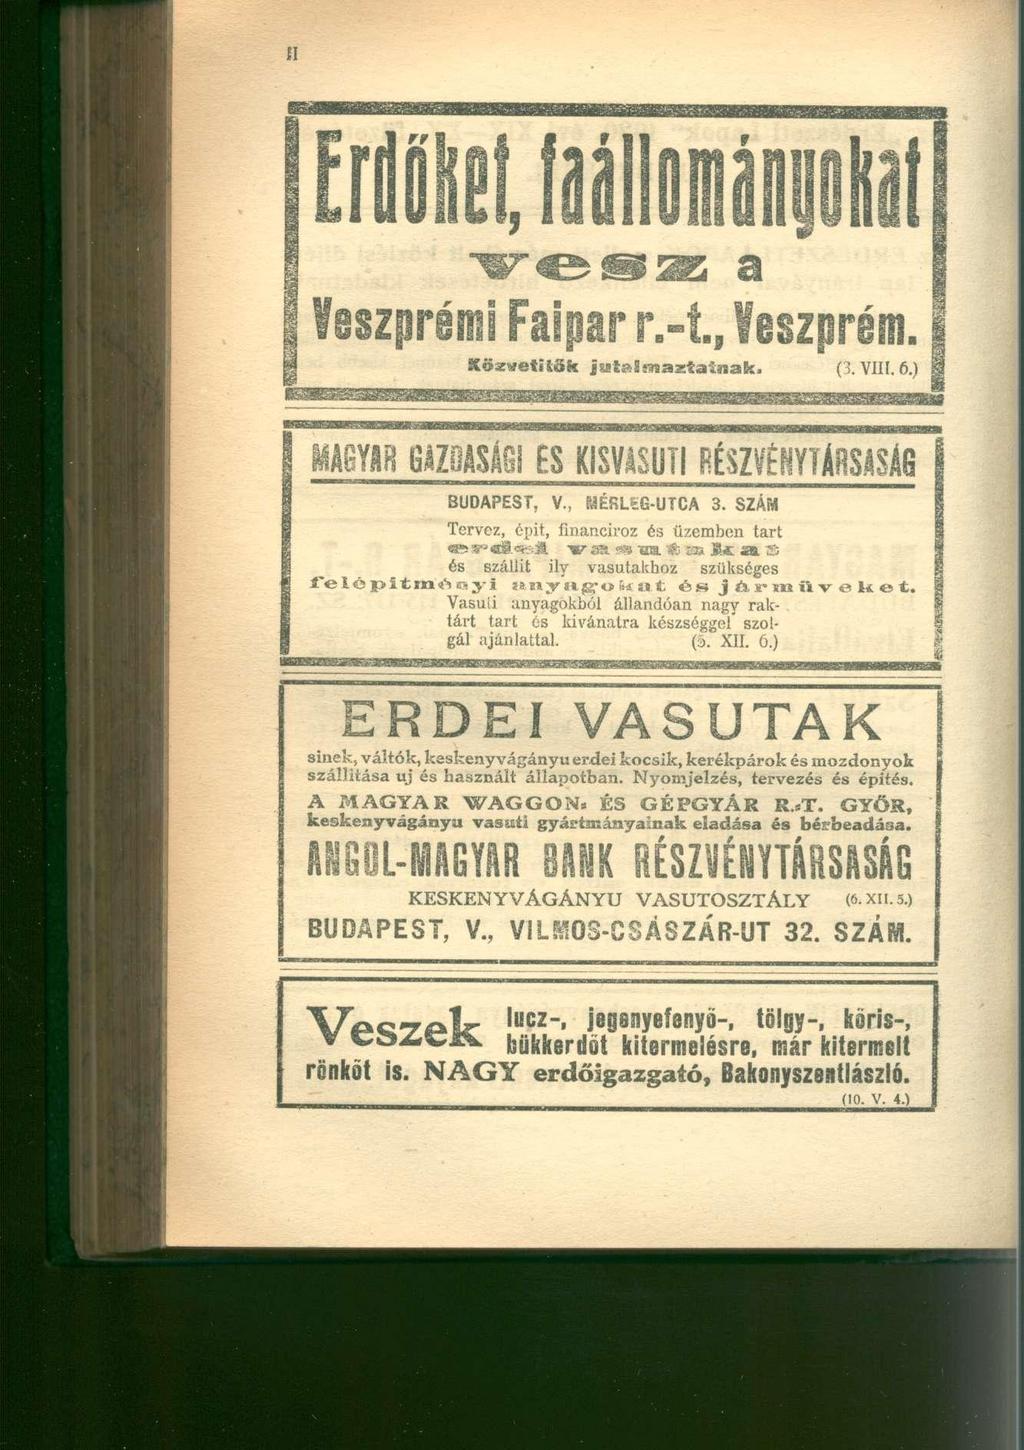 II
Erdőket, faállományokat
vesz a
Veszprémi Faipar r.-t., Veszprém.
Közvetitők jutalmaztatnak. (3. VIII. 6.)
MAGYAR GAZDASÁGI ÉS KISVASUTI RÉSZVÉNYTÁRSASÁG
BUDAPEST, V., MÉRLEG-UTCA 3. SZÁM
Tervez, épit, financiroz és üzemben tart
erdei vasutakat
és szállit ily vasutakhoz szükséges
felépitményi anyagokat és járműveket.
Vasuti anyagokból állandóan nagy rak-
tárt tart és kivánatra készséggel szol-
gál ajánlattal. (5. XII. 6.)
ERDEI VASUTAK
sinek, váltók, keskenyvágányu erdei kocsik, kerékpárok és mozdonyok
szállitása uj és használt állapotban. Nyomjelzés, tervezés és épités.
A MAGYAR WAGGON- ÉS GÉPGYÁR R.-T. GYŐR,
keskenyvágányu vasuti gyártmányainak eladása és bérbeadása.
ANGOL-MAGYAR BANK RÉSZVÉNYTÁRSASÁG
KESKENYVÁGÁNYU VASUTOSZTÁLY (6. XII. 5.)
BUDAPEST, V., VILMOS-CSÁSZÁR-UT 32. SZÁM.
Veszek lucz-, jegenyefenyő-, tölgy-, kőris-,
bükkerdőt kitermelésre, már kitermelt
rönköt is. NAGY erdőigazgató, Bakonyszentlászló.
(10. V. 4.)